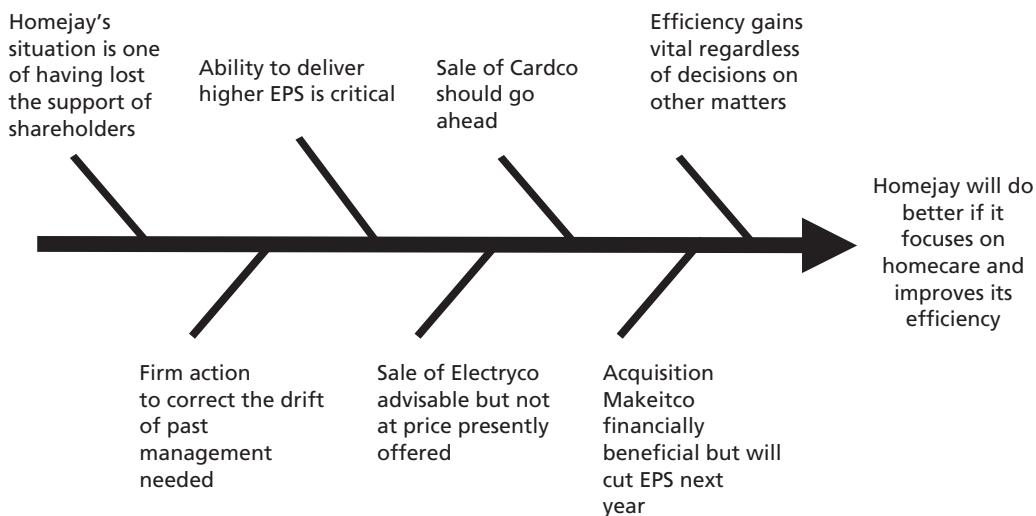 Homejay's
situation is one
of having lost
the support of
shareholders
Ability to deliver
higher EPS is critical
Sale of Cardco
should go
ahead
Efficiency gains
vital regardless
of decisions on
other matters
Homejay will do
better if it
focuses on
homecare and
improves its
efficiency
Firm action
to correct the drift
of past
management
needed
Sale of Electryco
advisable but not
at price presently
offered
Acquisition
Makeitco
financially
beneficial but will
cut EPS next
year